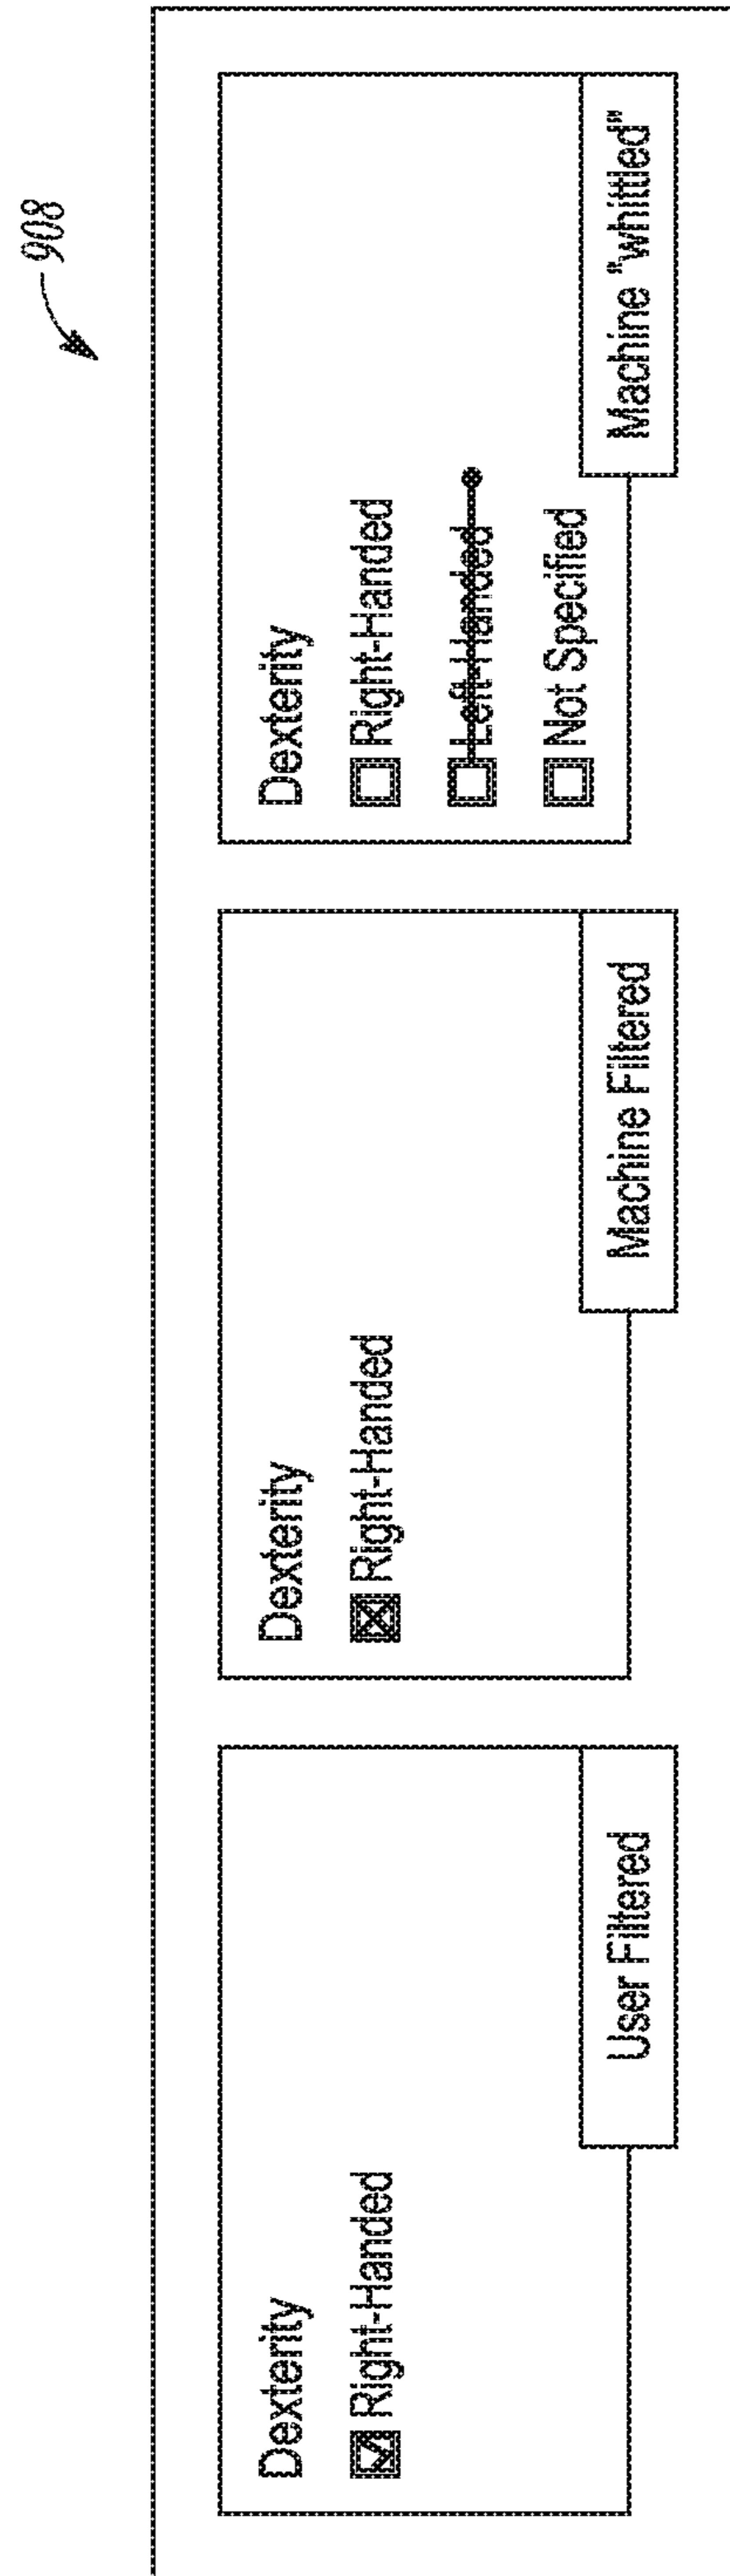 908
Dexterity
Right-Handed
User Filtered
Dexterity
Right-Handed
Machine Filtered
Dexterity
Right-Handed
Left-Handed
Not Specified
Machine "whittled"